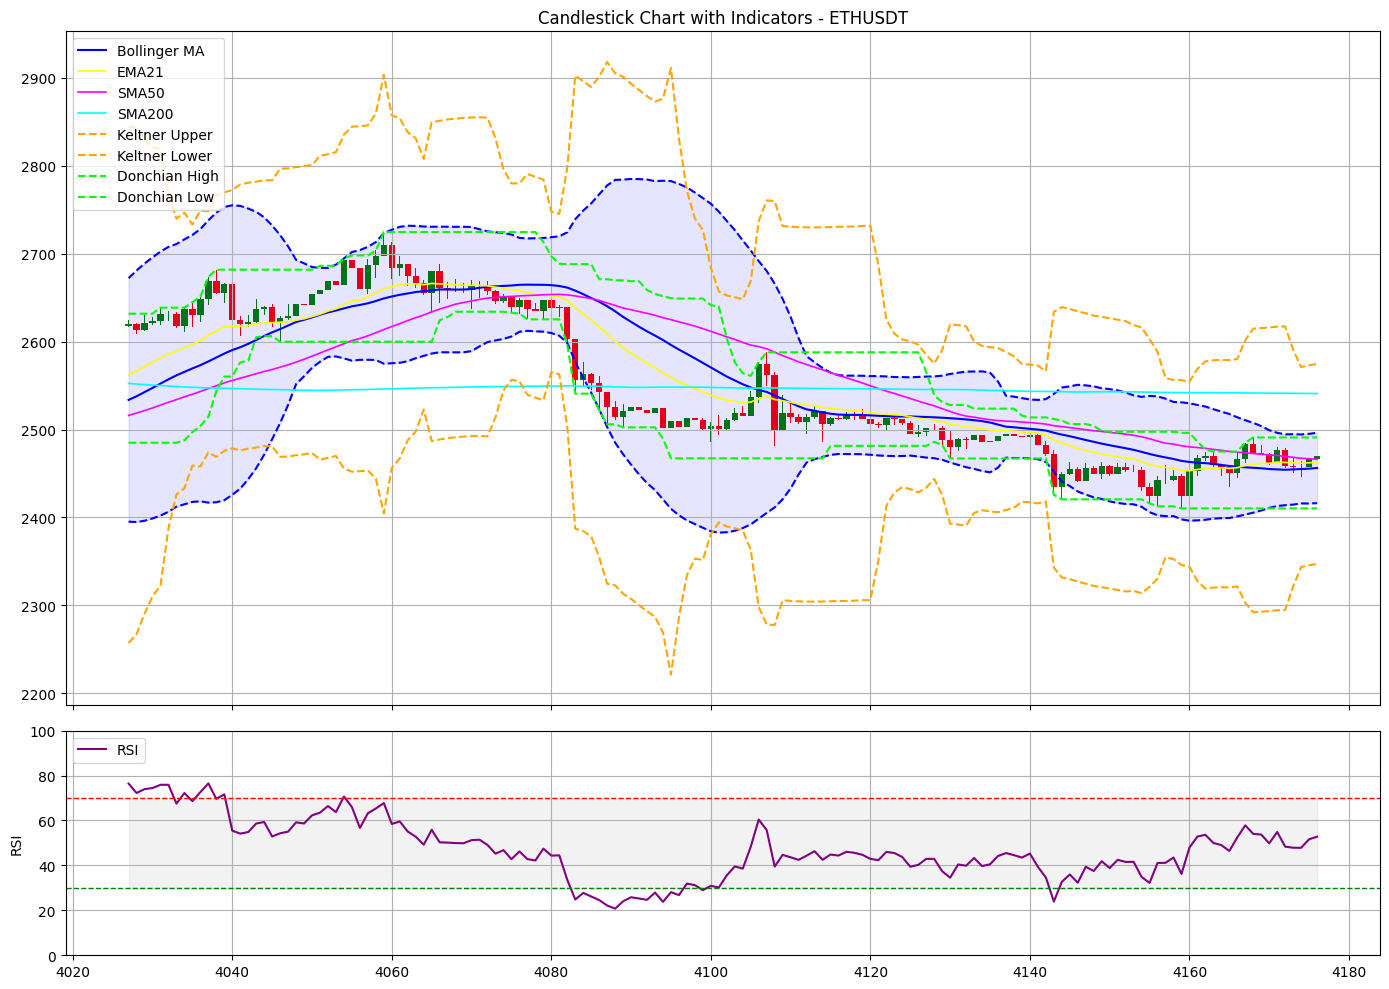 Candlestick Chart with Indicators - ETHUSDT
Bollinger MA
EMA21
SMA50
SMA200
Keltner Upper
Keltner Lower
Donchian High
Donchian Low
2900
2800
2700
2600
2500
2400
2300
2200
RSI
100
80
60
40
20
0
RSI
4020 4040 4060 4080 4100 4120 4140 4160 4180